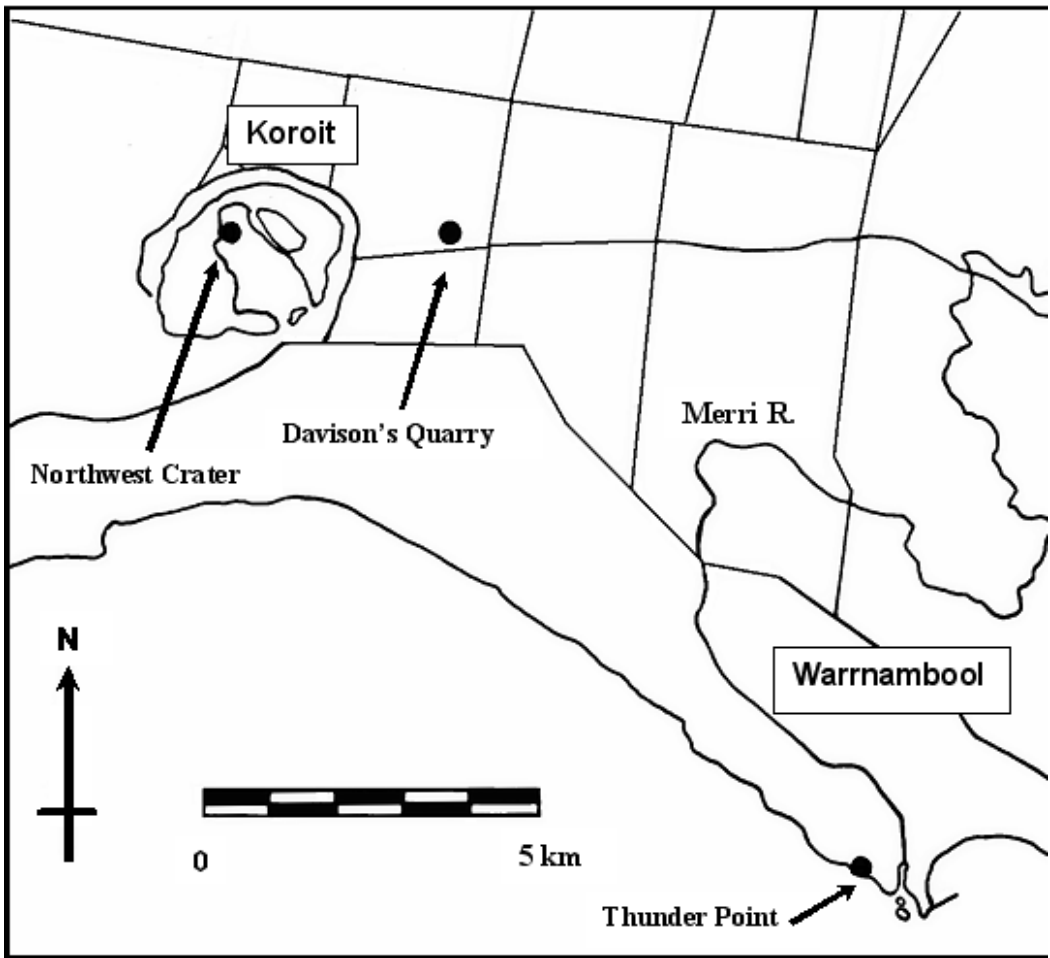 Koroit
Merri R.
Davison's Quarry
Northwest Crater
N
Warrnambool
0
5 km
Thunder Point